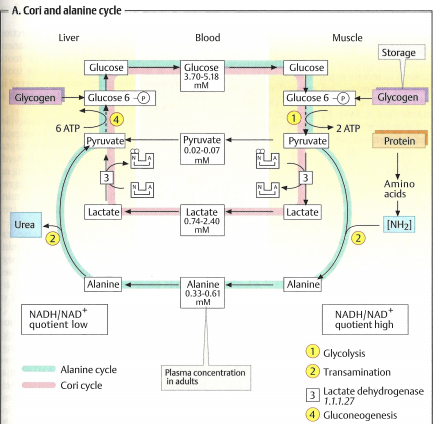 A. Cori and alanine cycle
Liver
Blood
Muscle
Storage
Glucose
Glucose
3.70-5.18
mM
Glucose
Glycogen
Glucose 6 -P
Glucose 6 -P
Glycogen
4
6 ATP
1
2 ATP
Pyruvate
Pyruvate
0.02-0.07
mM
Pyruvate
Protein
N A
N A
3
3
N A
N A
Amino
acids
Lactate
Lactate
0.74-2.40
mM
Lactate
Urea
2
2
[NH2]
Alanine
Alanine
0.33-0.61
mM
Alanine
NADH/NAD+
quotient low
NADH/NAD+
quotient high
Alanine cycle
Cori cycle
Plasma concentration
in adults
1 Glycolysis
2 Transamination
3 Lactate dehydrogenase
1.1.1.27
4 Gluconeogenesis